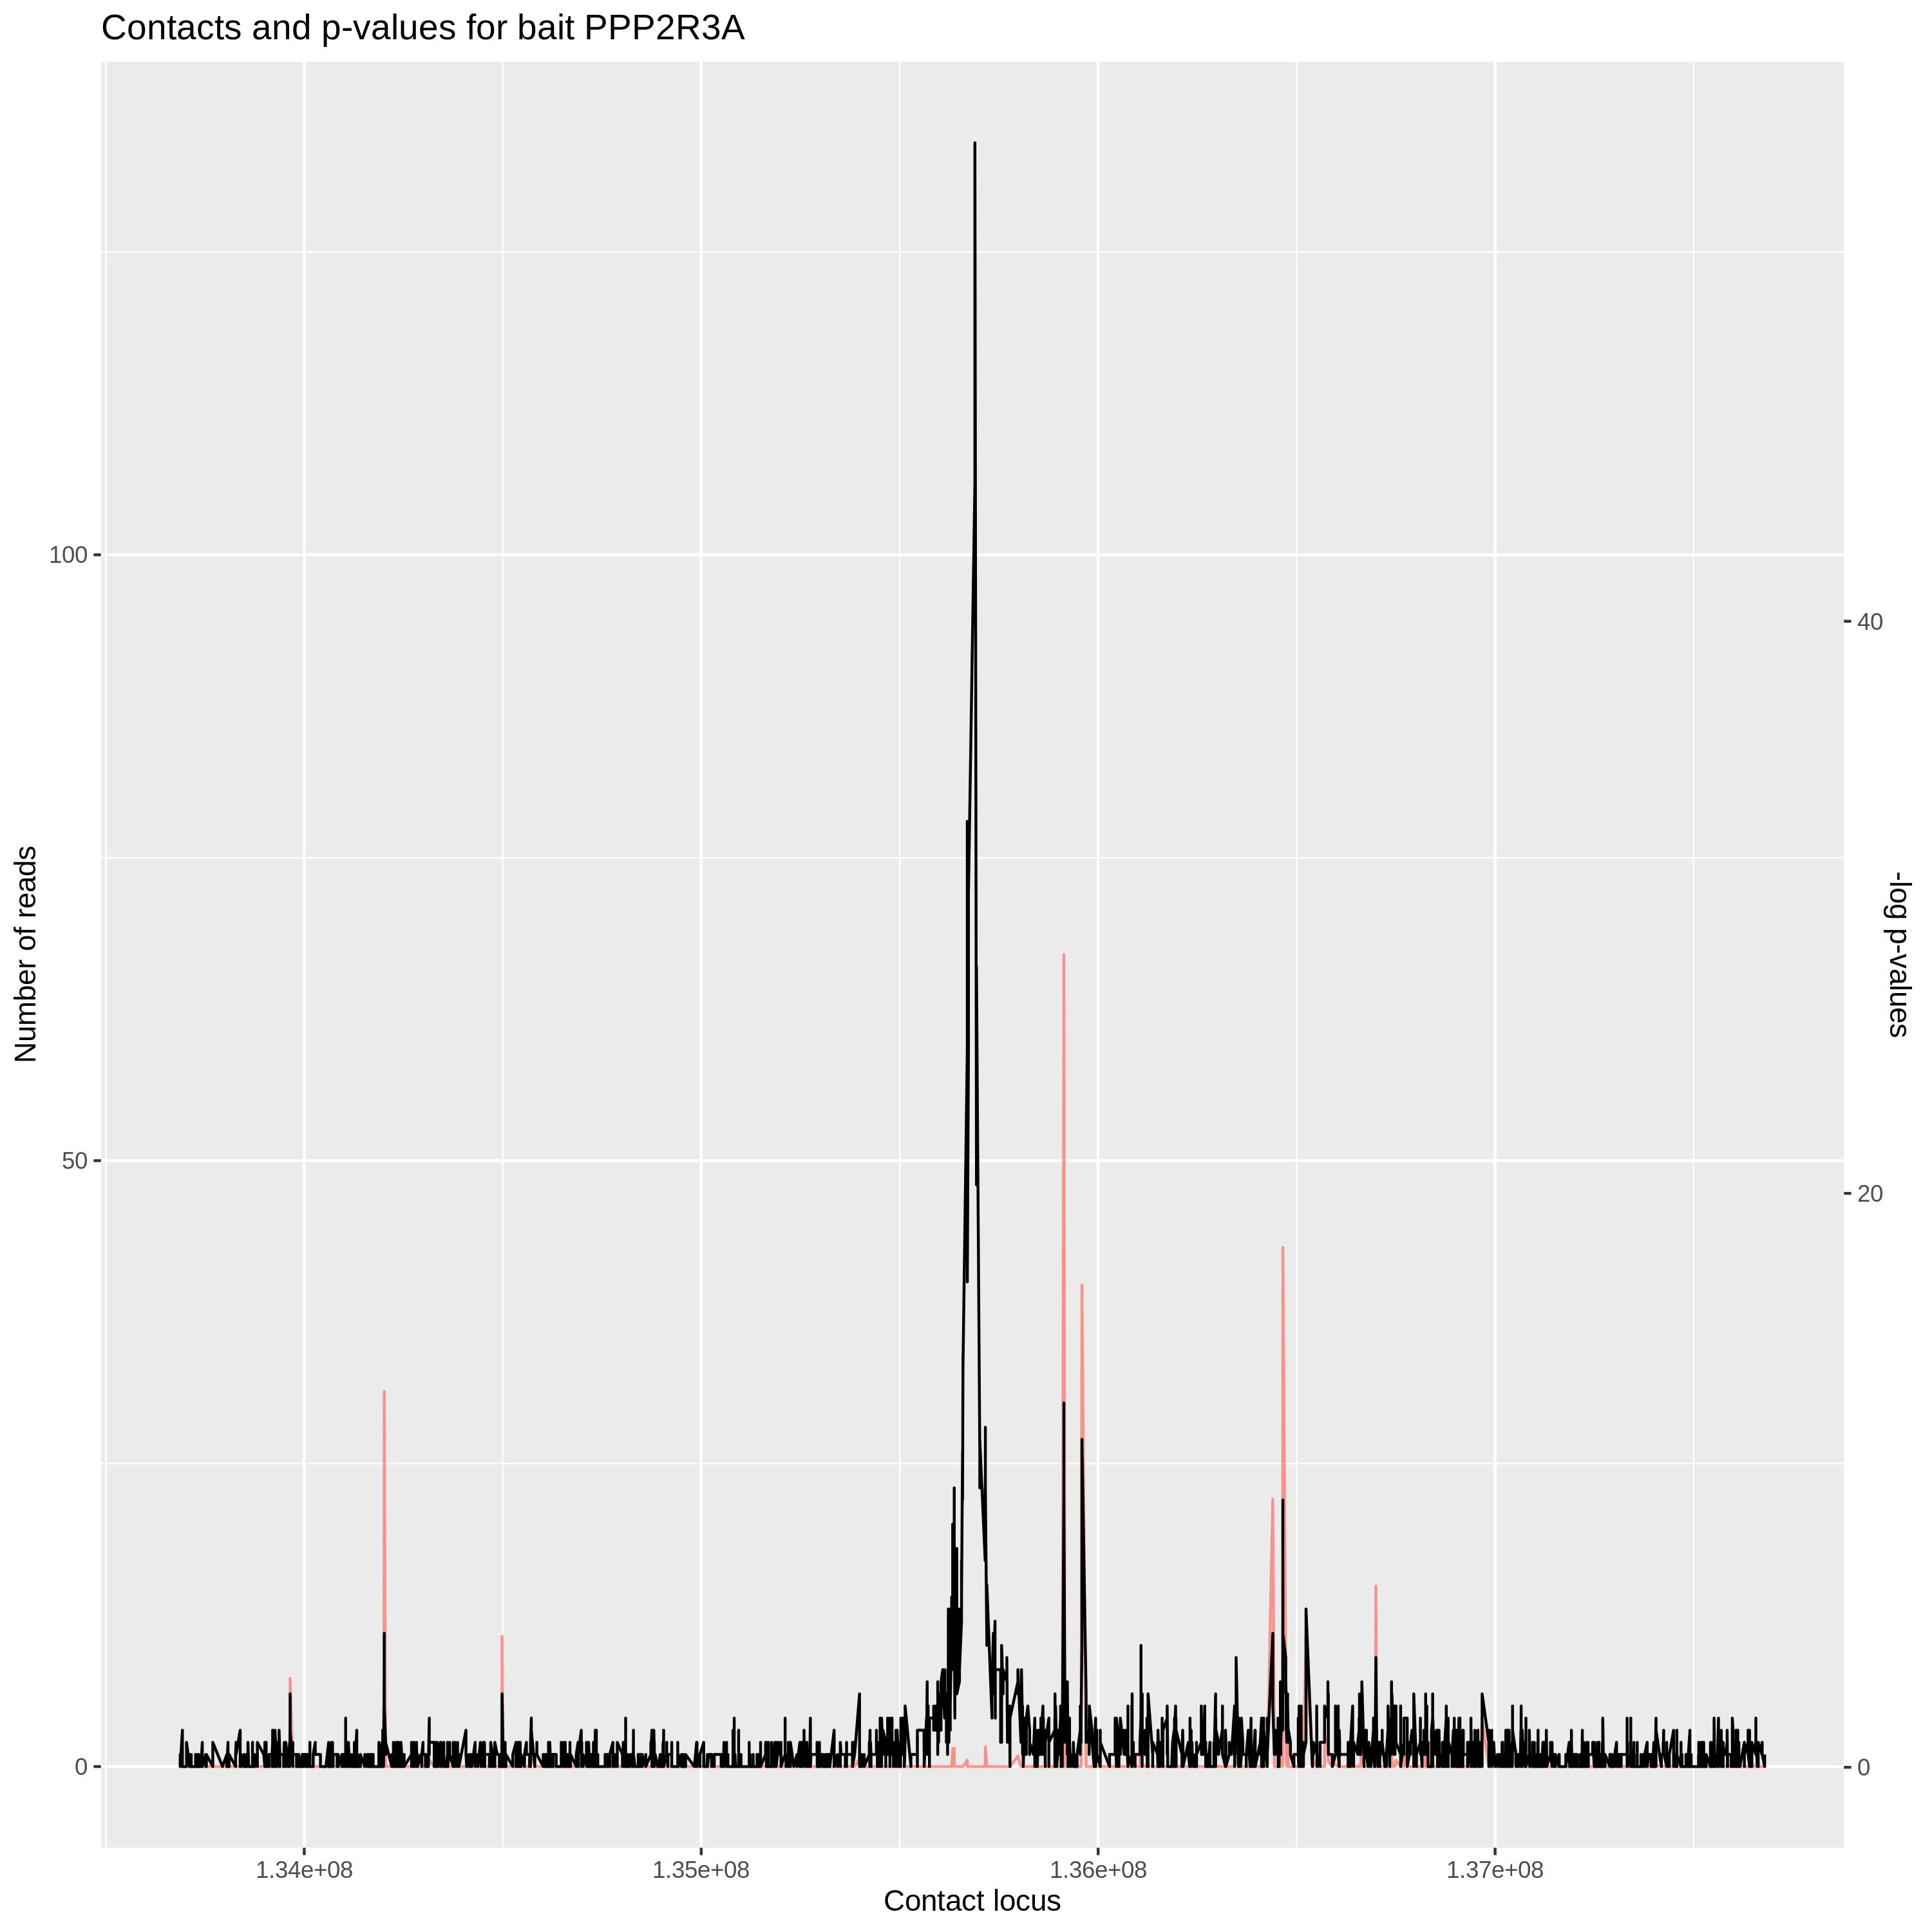 Contacts and p-values for bait PPP2R3A
Number of reads
100
50
0
40
20
0
-log p-values
1.34e+08 1.35e+08 1.36e+08 1.37e+08
Contact locus